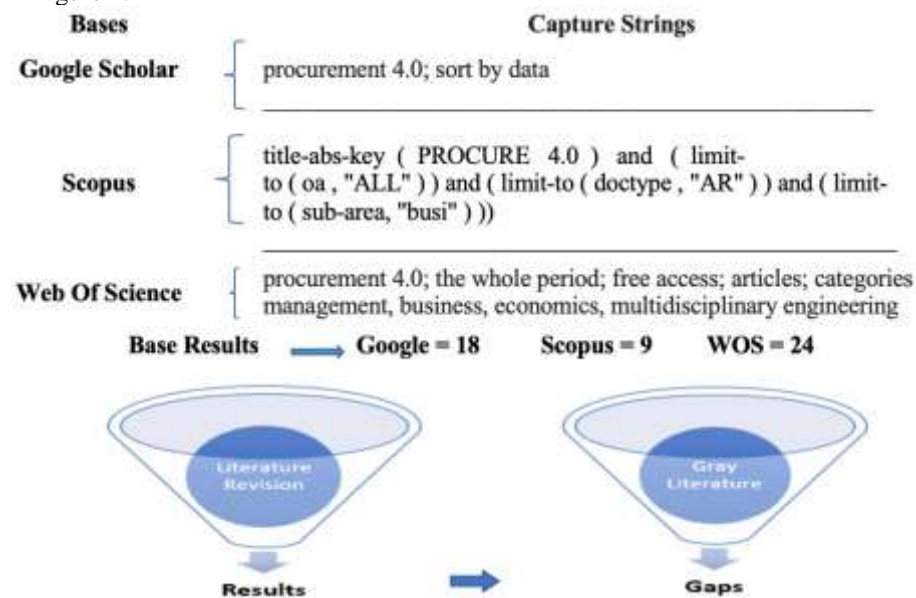 Bases Capture Strings
Google Scholar procurement 4.0; sort by data
title-abs-key ( PROCURE 4.0 ) and ( limit-
to ( oa , "ALL" ) ) and ( limit-to ( doctype , "AR" ) ) and ( limit-
Scopus
to ( sub-area, "busi" ) ))
procurement 4.0; the whole period; free access; articles; categories
Web Of Science
management, business, economics, multidisciplinary engineering
Base Results Google = 18 Scopus = 9 WOS = 24
Literature
Revision
Gray
Literature
Results Gaps